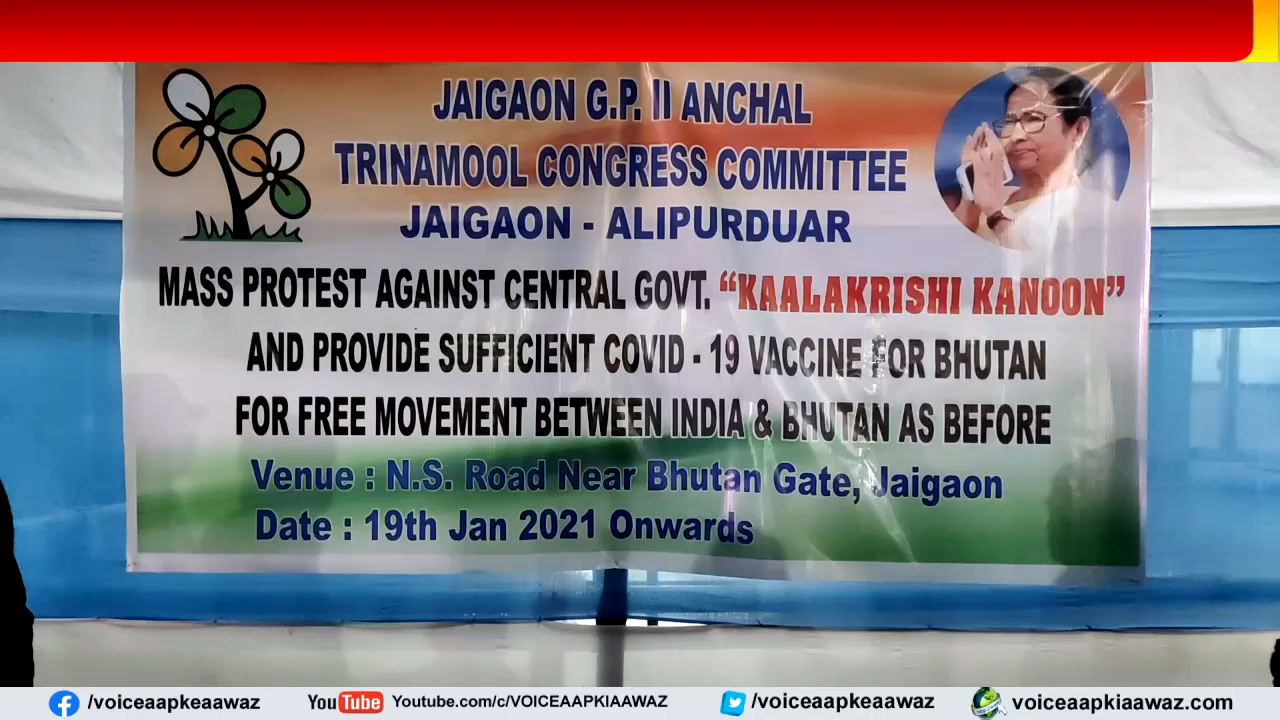 JAIGAON G.P. II ANCHAL
TRINAMOOL CONGRESS COMMITTEE
JAIGAON - ALIPURDUAR
MASS PROTEST AGAINST CENTRAL GOVT. “KAALAKRISHI KANOON”
AND PROVIDE SUFFICIENT COVID - 19 VACCINE FOR BHUTAN
FOR FREE MOVEMENT BETWEEN INDIA & BHUTAN AS BEFORE
Venue : N.S. Road Near Bhutan Gate, Jaigaon
Date : 19th Jan 2021 Onwards
/voiceaapkeaawaz YouTube Youtube.com/c/VOICEAAPKIAAWAZ /voiceaapkeaawaz voiceaapkiaawaz.com